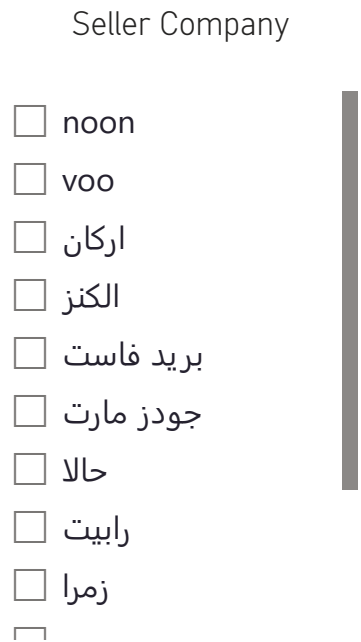 Seller Company
noon
voo
اركان
الكنز
بريد فاست
جودز مارت
حالا
رابيت
زمرا